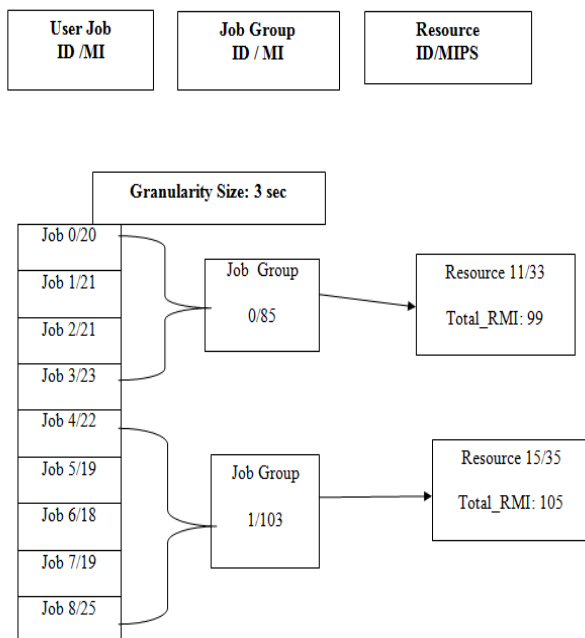 User Job
ID /MI
Job Group
ID / MI
Resource
ID/MIPS
Granularity Size: 3 sec
Job 0/20
Job 1/21
Job 2/21
Job 3/23
Job 4/22
Job 5/19
Job 6/18
Job 7/19
Job 8/25
Job Group
0/85
Job Group
1/103
Resource 11/33
Total_RMI: 99
Resource 15/35
Total_RMI: 105